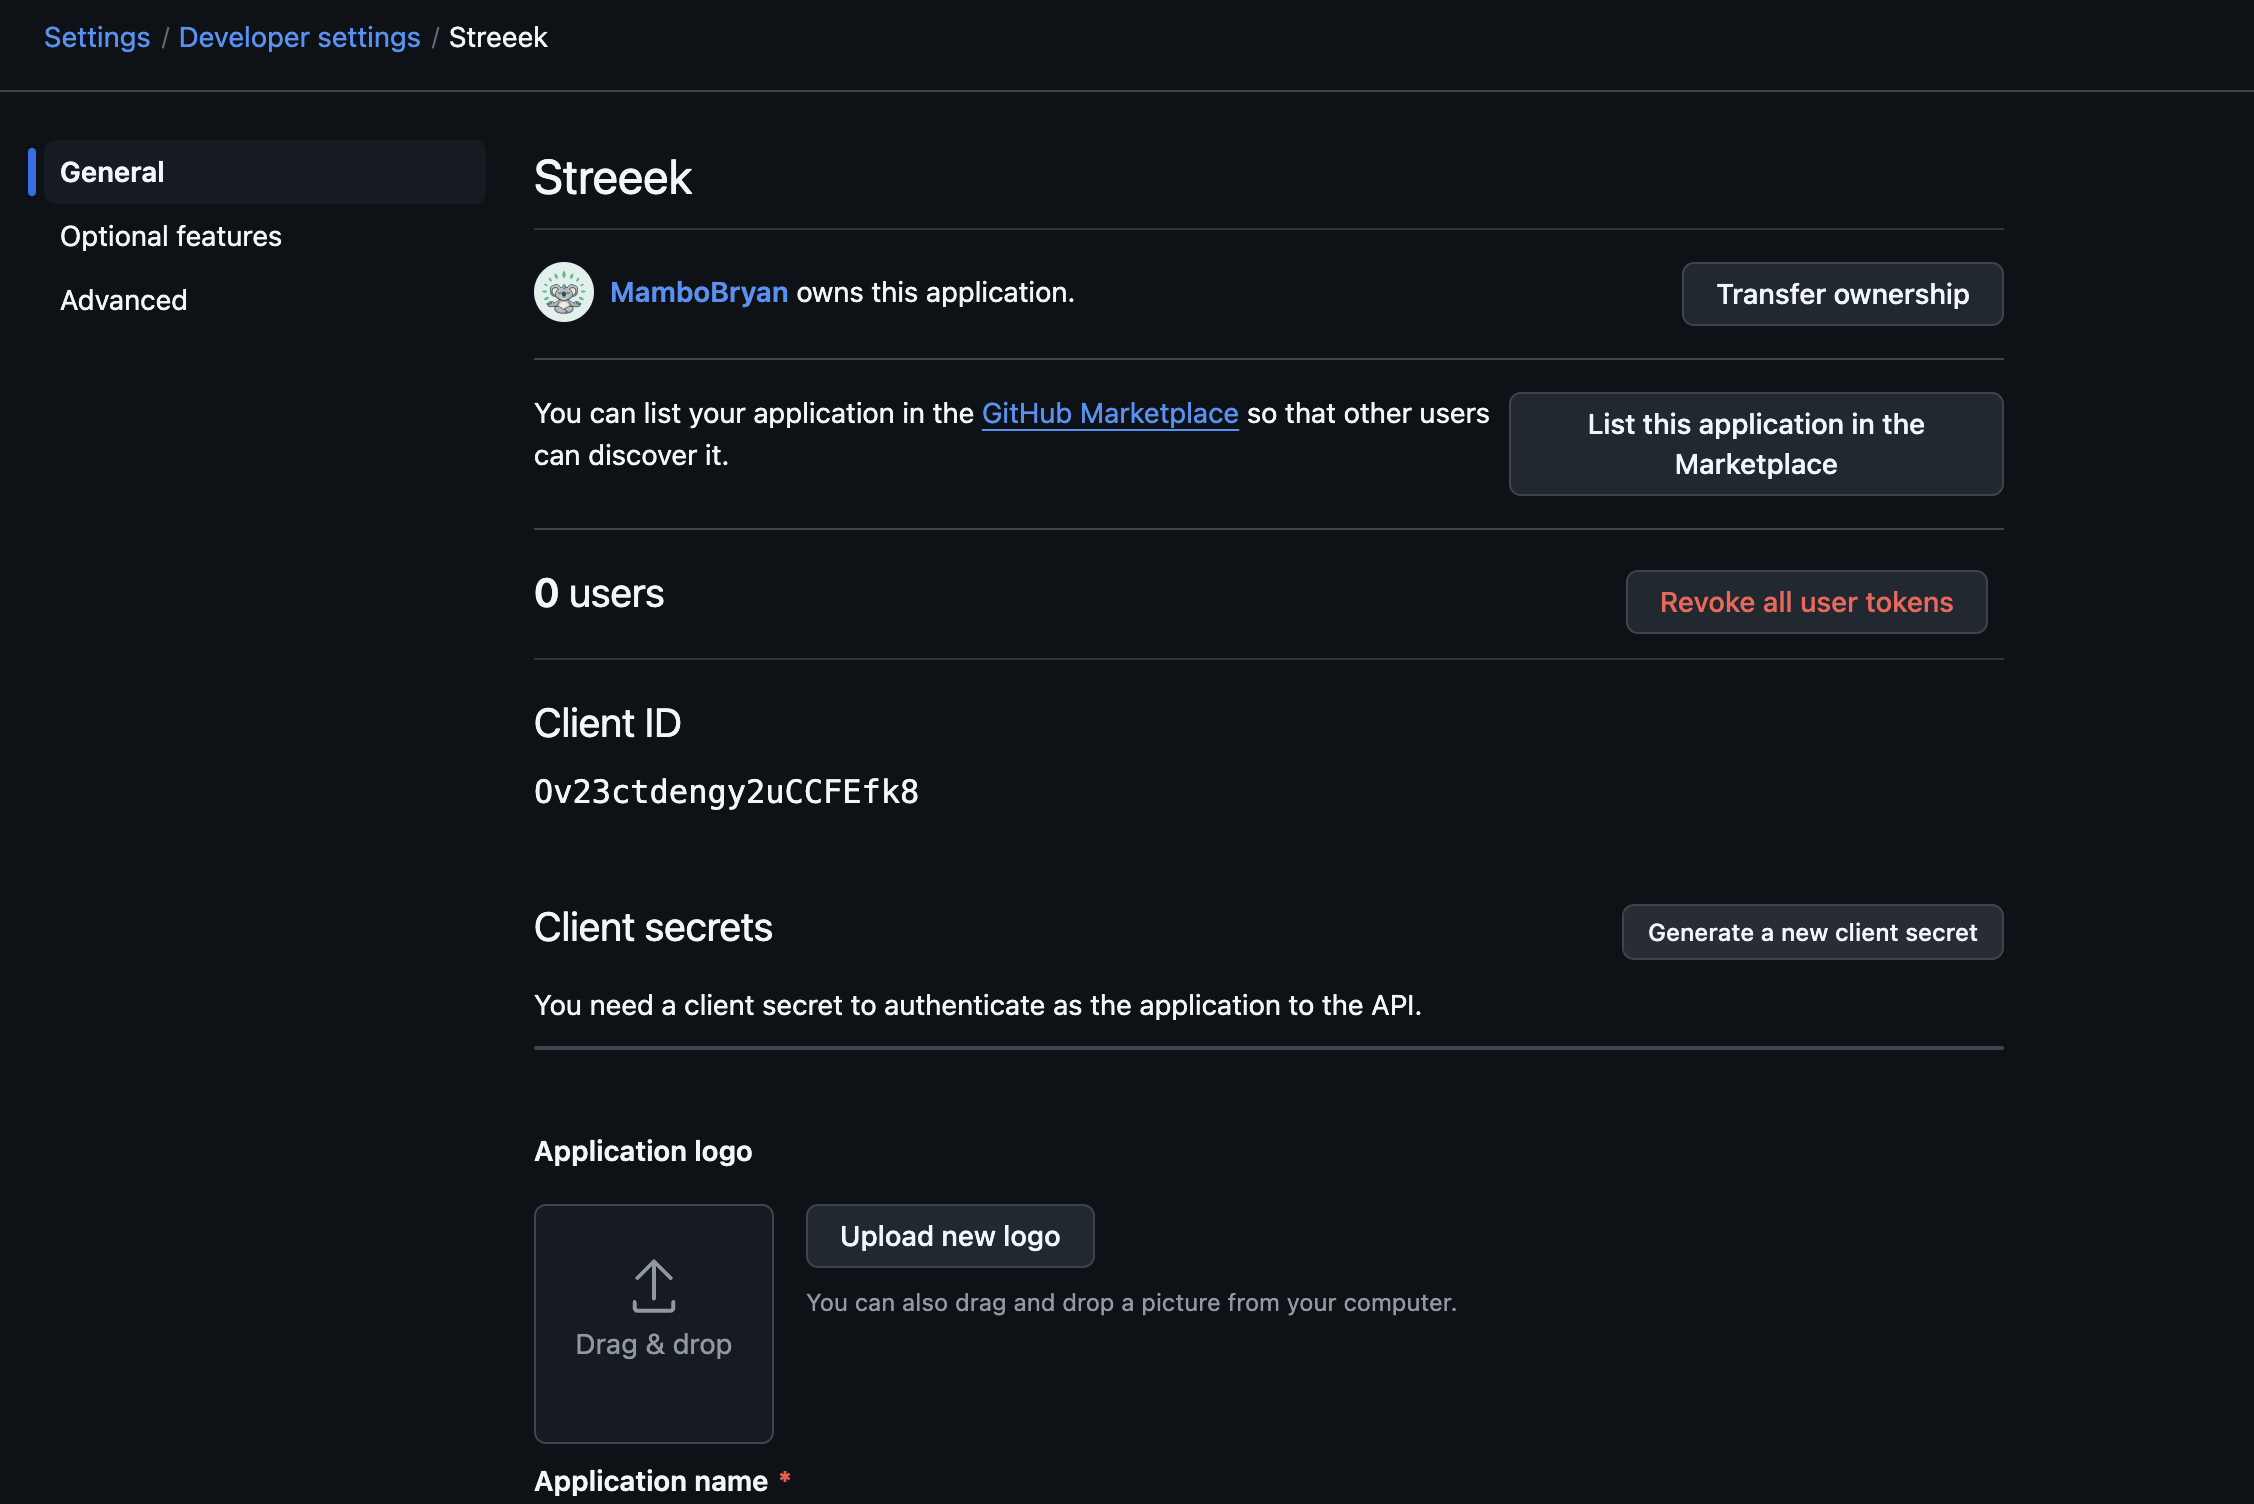 Settings / Developer settings / Streeek
General
Optional features
Advanced
Streeek
MamboBryan owns this application.
Transfer ownership
You can list your application in the GitHub Marketplace so that other users
can discover it.
List this application in the
Marketplace
0 users
Revoke all user tokens
Client ID
Ov23ctdengy2uCCFEfk8
Client secrets
Generate a new client secret
You need a client secret to authenticate as the application to the API.
Application logo
Drag & drop
Upload new logo
You can also drag and drop a picture from your computer.
Application name *